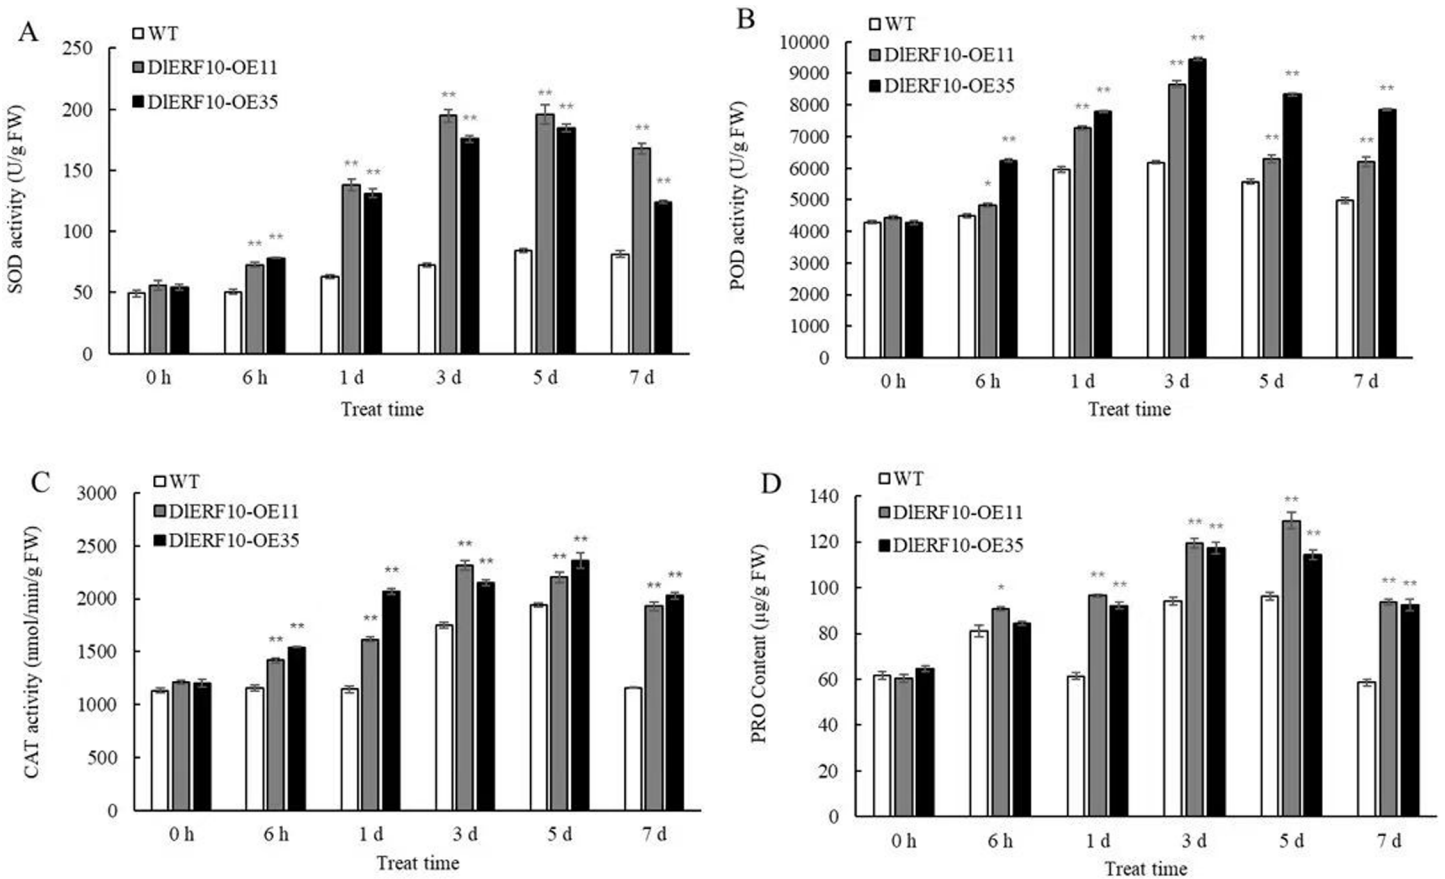 A
WT
DlERF10-OE11
DlERF10-OE35
SOD activity (U/g FW)
250
200
150
100
50
0
** ** ** ** ** ** ** ** ** **
0 h 6 h 1 d 3 d 5 d 7 d
Treat time
B
WT
DlERF10-OE11
DlERF10-OE35
POD activity (U/g FW)
10000
9000
8000
7000
6000
5000
4000
3000
2000
1000
0
* ** ** ** ** ** ** ** ** **
0 h 6 h 1 d 3 d 5 d 7 d
Treat time
C
WT
DlERF10-OE11
DlERF10-OE35
CAT activity (nmol/min/g FW)
3000
2500
2000
1500
1000
500
0
** ** ** ** ** ** ** ** ** **
0 h 6 h 1 d 3 d 5 d 7 d
Treat time
D
WT
DlERF10-OE11
DlERF10-OE35
PRO Content (μg/g FW)
140
120
100
80
60
40
20
0
* ** ** ** ** ** ** ** **
0 h 6 h 1 d 3 d 5 d 7 d
Treat time